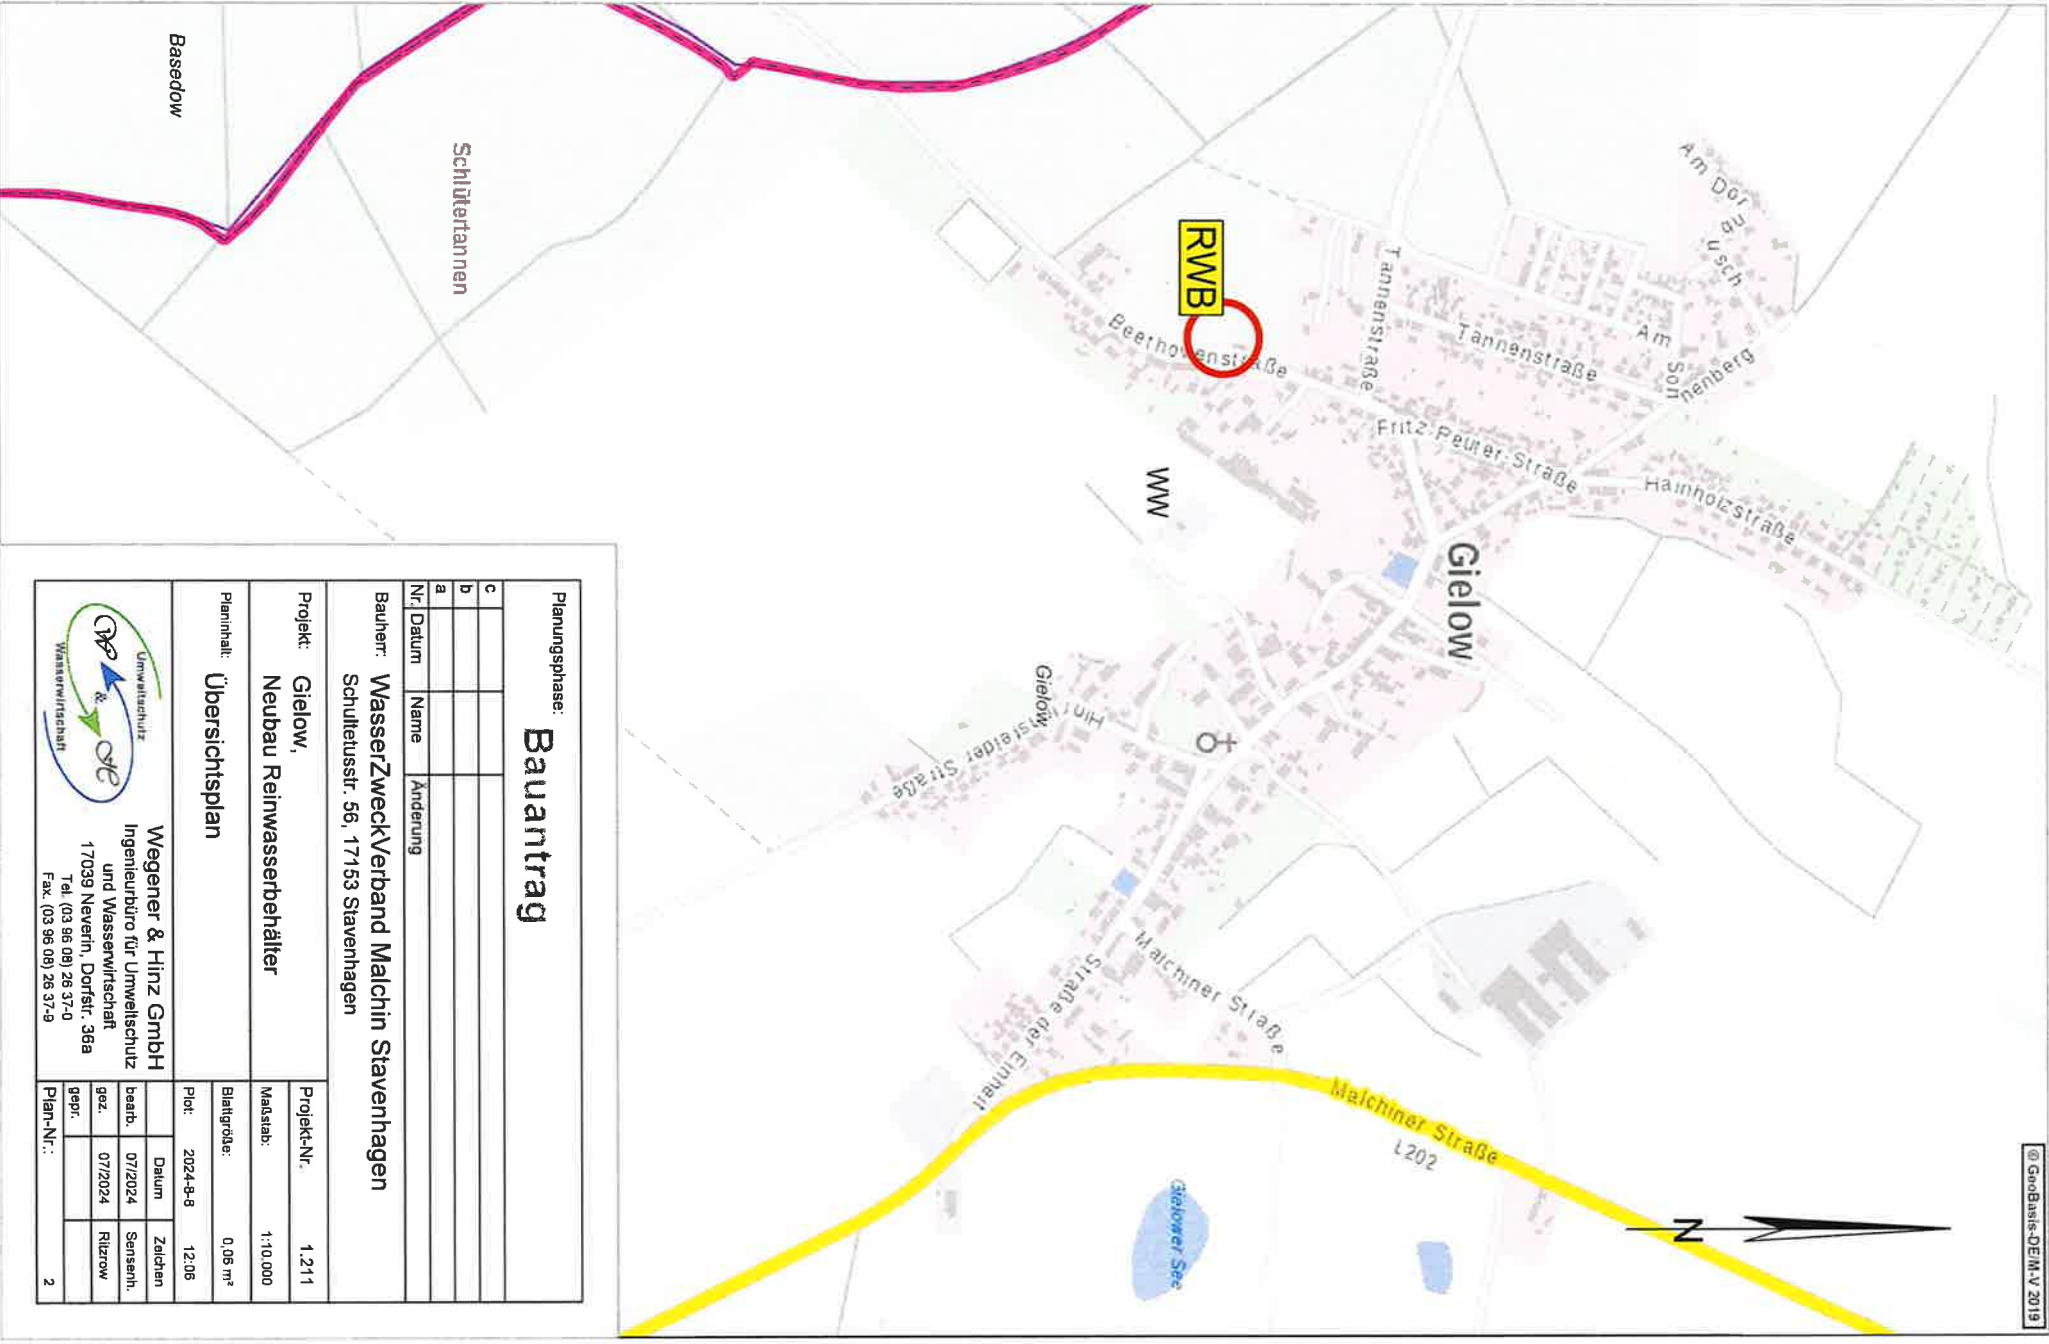 © GeoBasis-DE/M-V 2019
N
Am Dor
Tannenstraße
Tannenstraße
Am
Son
nenberg
Hainholzstraße
Fritz-Reuter-Straße
RWB
Beethovenstraße
WW
Gielow
Gielow
Malchiner Straße
Straße der Einheit
Malchiner Straße
L202
Gielower See
Schlütertannen
Basedow
Planungsphase:
Bauantrag
c
b
a
Nr. Datum Name Änderung
Bauherr: WasserZweckVerband Malchin Stavenhagen
Schultetusstr. 56, 17153 Stavenhagen
Projekt: Gielow,
Neubau Reinwasserbehälter
Projekt-Nr. 1.211
Maßstab: 1:10.000
Planinhalt: Übersichtsplan
Blattgröße: 0,06 m²
Plot: 2024-8-8 12:06
Umweltschutz
W & H
Wasserwirtschaft
Wegener & Hinz GmbH
Ingenieurbüro für Umweltschutz
und Wasserwirtschaft
17039 Neverin, Dorfstr. 36a
Tel. (03 96 08) 26 37-0
Fax. (03 96 08) 26 37-9
Datum Zeichen
bearb. 07/2024 Sensenh.
gez. 07/2024 Ritzrow
gepr.
Plan-Nr.: 2